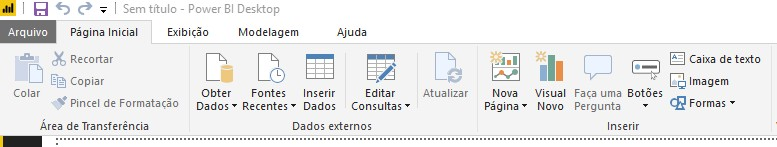 Sem título - Power BI Desktop
Arquivo Página Inicial Exibição Modelagem Ajuda
Colar
Recortar
Copiar
Pincel de Formatação
Área de Transferência
Obter
Dados
Fontes
Recentes
Inserir
Dados
Editar
Consultas
Atualizar
Dados externos
Nova
Página
Visual
Novo
Faça uma
Pergunta
Botões
Caixa de texto
Imagem
Formas
Inserir